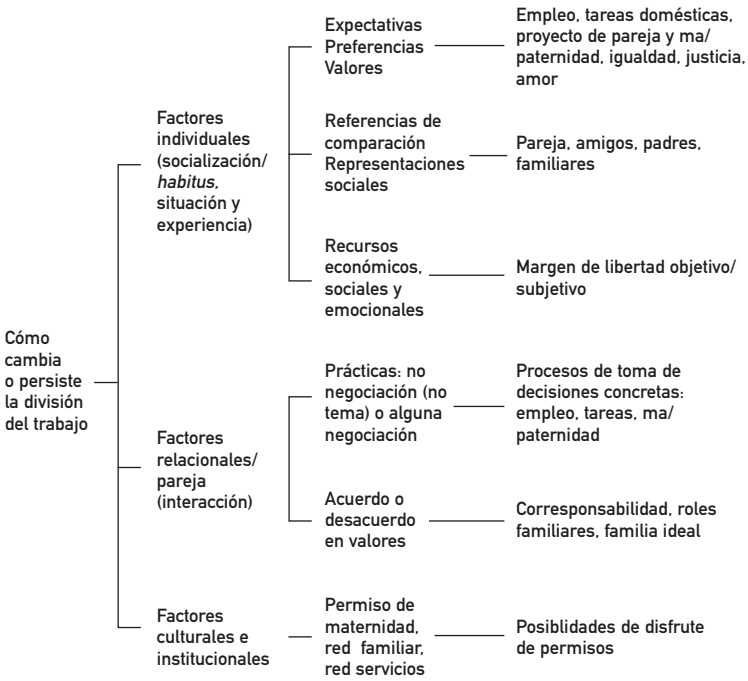 Cómo
cambia
o persiste
la división
del trabajo
Factores
individuales
(socialización/
habitus,
situación y
experiencia)
Expectativas
Preferencias
Valores
Empleo, tareas domésticas,
proyecto de pareja y ma/
paternidad, igualdad, justicia,
amor
Referencias de
comparación
Representaciones
sociales
Pareja, amigos, padres,
familiares
Recursos
económicos,
sociales y
emocionales
Margen de libertad objetivo/
subjetivo
Factores
relacionales/
pareja
(interacción)
Prácticas: no
negociación (no
tema) o alguna
negociación
Procesos de toma de
decisiones concretas:
empleo, tareas, ma/
paternidad
Acuerdo o
desacuerdo
en valores
Corresponsabilidad, roles
familiares, familia ideal
Factores
culturales e
institucionales
Permiso de
maternidad,
red familiar,
red servicios
Posiblidades de disfrute
de permisos